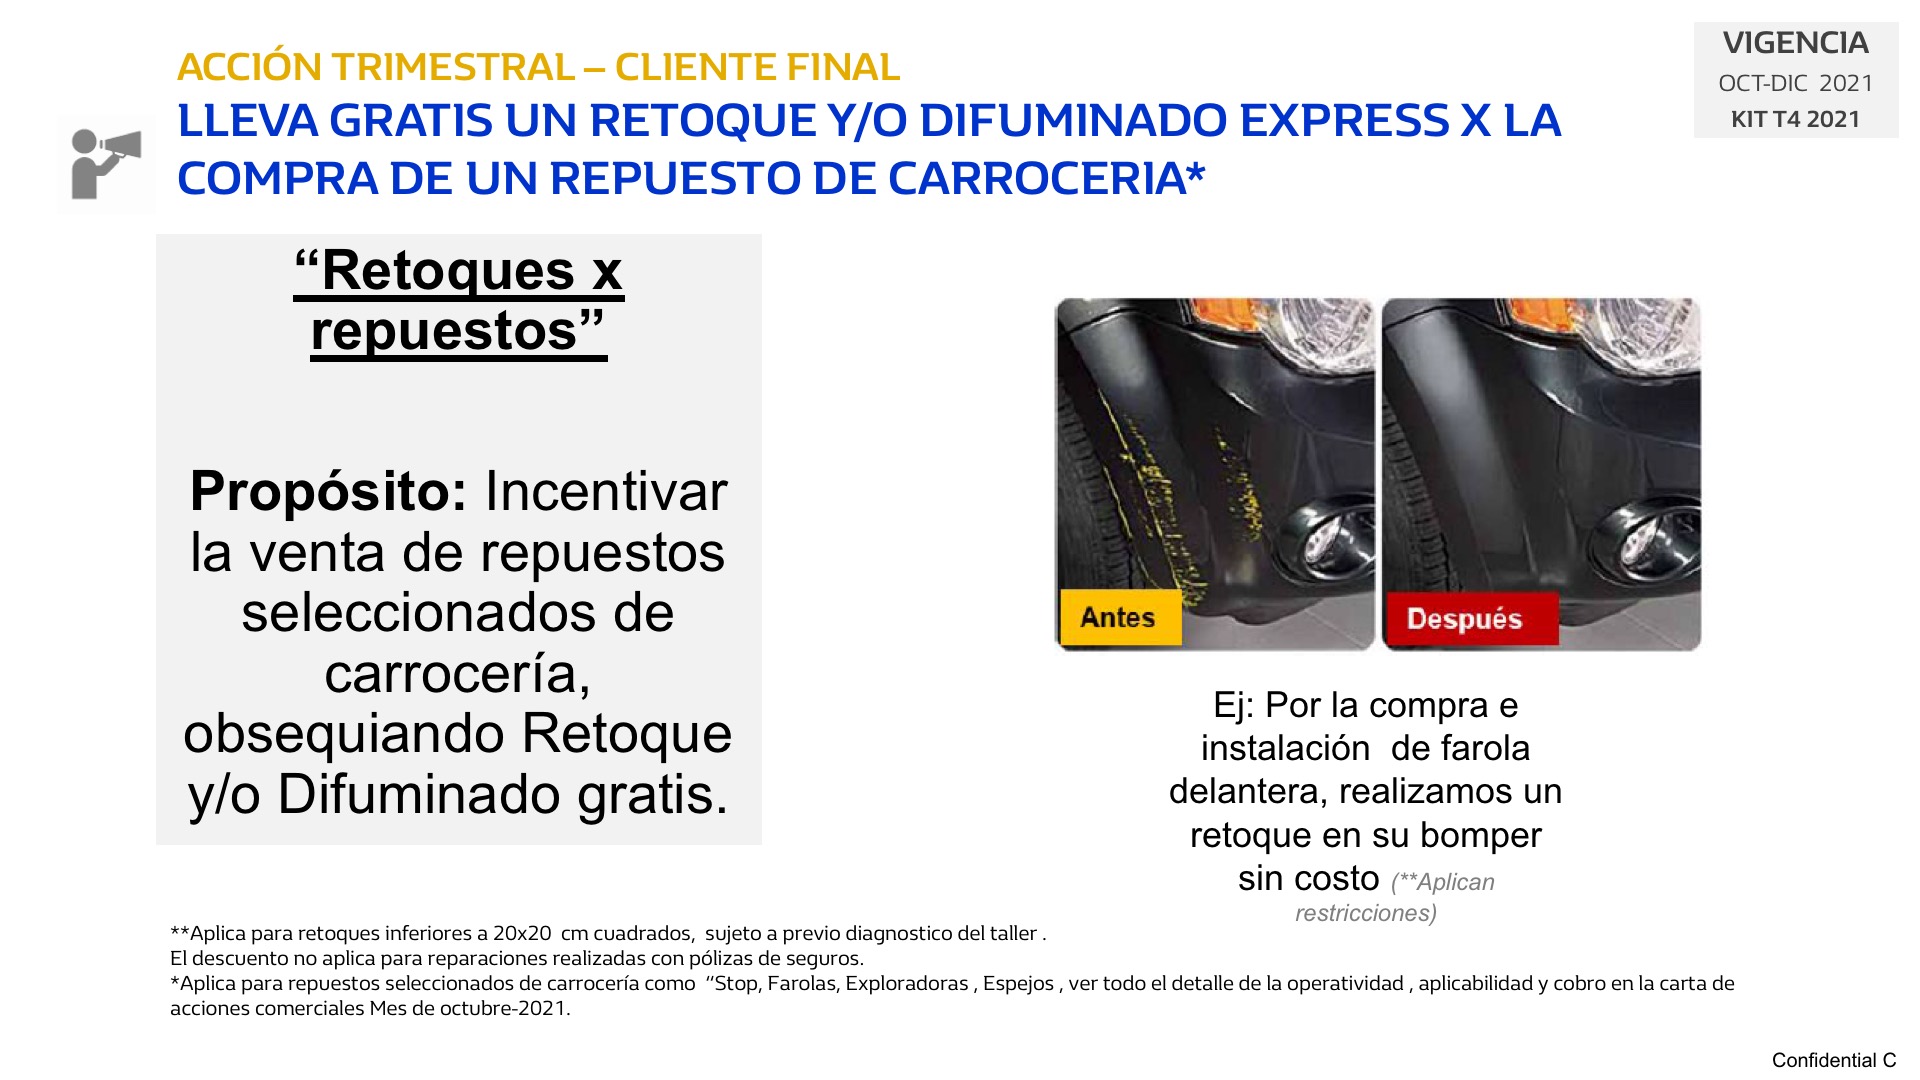 ACCIÓN TRIMESTRAL – CLIENTE FINAL
LLEVA GRATIS UN RETOQUE Y/O DIFUMINADO EXPRESS X LA
COMPRA DE UN REPUESTO DE CARROCERIA*
VIGENCIA
OCT-DIC 2021
KIT T4 2021
“Retoques x
repuestos”
Propósito: Incentivar
la venta de repuestos
seleccionados de
carrocería,
obsequiando Retoque
y/o Difuminado gratis.
Antes
Después
Ej: Por la compra e
instalación de farola
delantera, realizamos un
retoque en su bomper
sin costo (**Aplican
restricciones)
**Aplica para retoques inferiores a 20x20 cm cuadrados, sujeto a previo diagnostico del taller .
El descuento no aplica para reparaciones realizadas con pólizas de seguros.
*Aplica para repuestos seleccionados de carrocería como “Stop, Farolas, Exploradoras , Espejos , ver todo el detalle de la operatividad , aplicabilidad y cobro en la carta de
acciones comerciales Mes de octubre-2021.
Confidential C